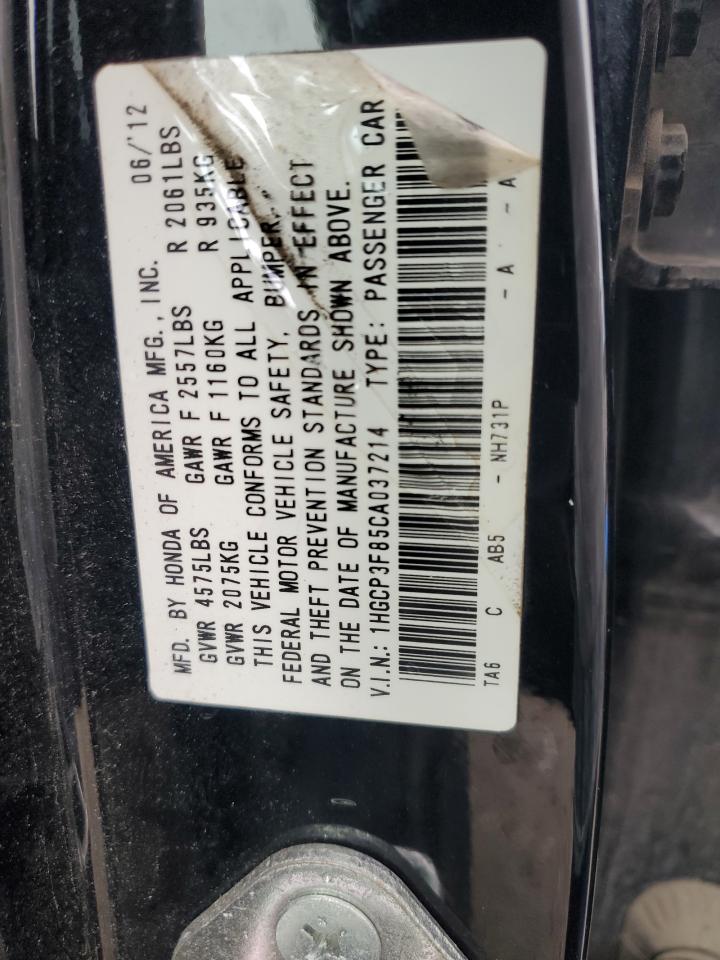 MFD. BY HONDA OF AMERICA MFG., INC. 06/'12
GVWR 4575LBS GAWR F 2557LBS R 2061LBS
GVWR 2075KG GAWR F 1160KG R 935KG
THIS VEHICLE CONFORMS TO ALL APPLICABLE
FEDERAL MOTOR VEHICLE SAFETY, BUMPER,
AND THEFT PREVENTION STANDARDS IN EFFECT
ON THE DATE OF MANUFACTURE SHOWN ABOVE.
V.I.N.: 1HGCP3F85CA037214 TYPE: PASSENGER CAR
TA6 C AB5 - NH731P - A - A